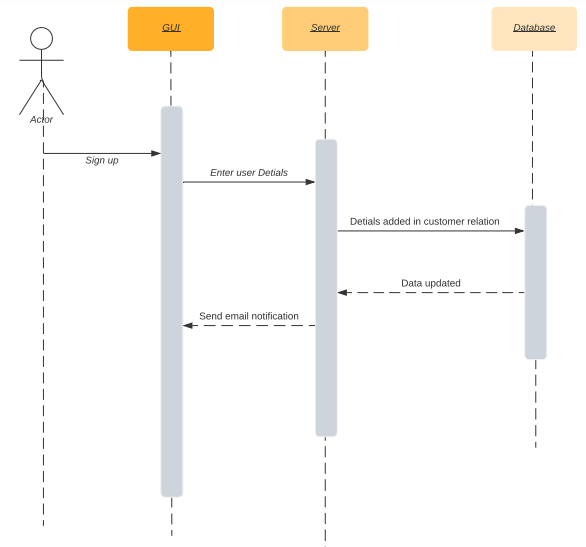 GUI
Server
Database
Actor
Sign up
Enter user Detials
Detials added in customer relation
Data updated
Send email notification